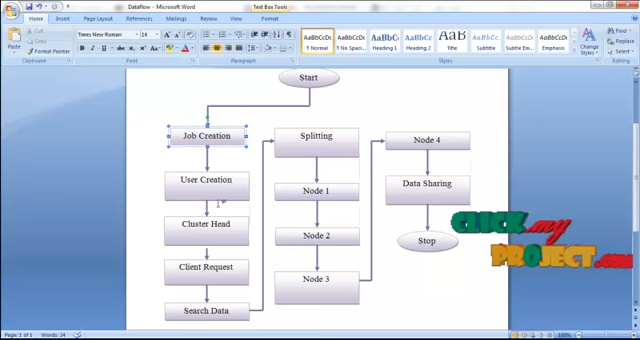 Dataflow - Microsoft Word
Text Box Tools
Home
Insert
Page Layout
References
Mailings
Review
View
Format
Paste
Cut
Copy
Format Painter
Clipboard
Times New Roman
14
Font
Paragraph
AaBbCcDc
¶ Normal
AaBbCcDc
¶ No Spaci...
AaBbCc
Heading 1
AaBbCc
Heading 2
AaB
Title
AaBbCc.
Subtitle
AaBbCcDc
Subtle Em...
AaBbCcDc
Emphasis
Change
Styles
Styles
Find
Replace
Select
Editing
Start
Job Creation
User Creation
Cluster Head
Client Request
Search Data
Splitting
Node 1
Node 2
Node 3
Node 4
Data Sharing
Stop
CLICK my
PROJECT.com
Page: 1 of 1
Words: 34
100%